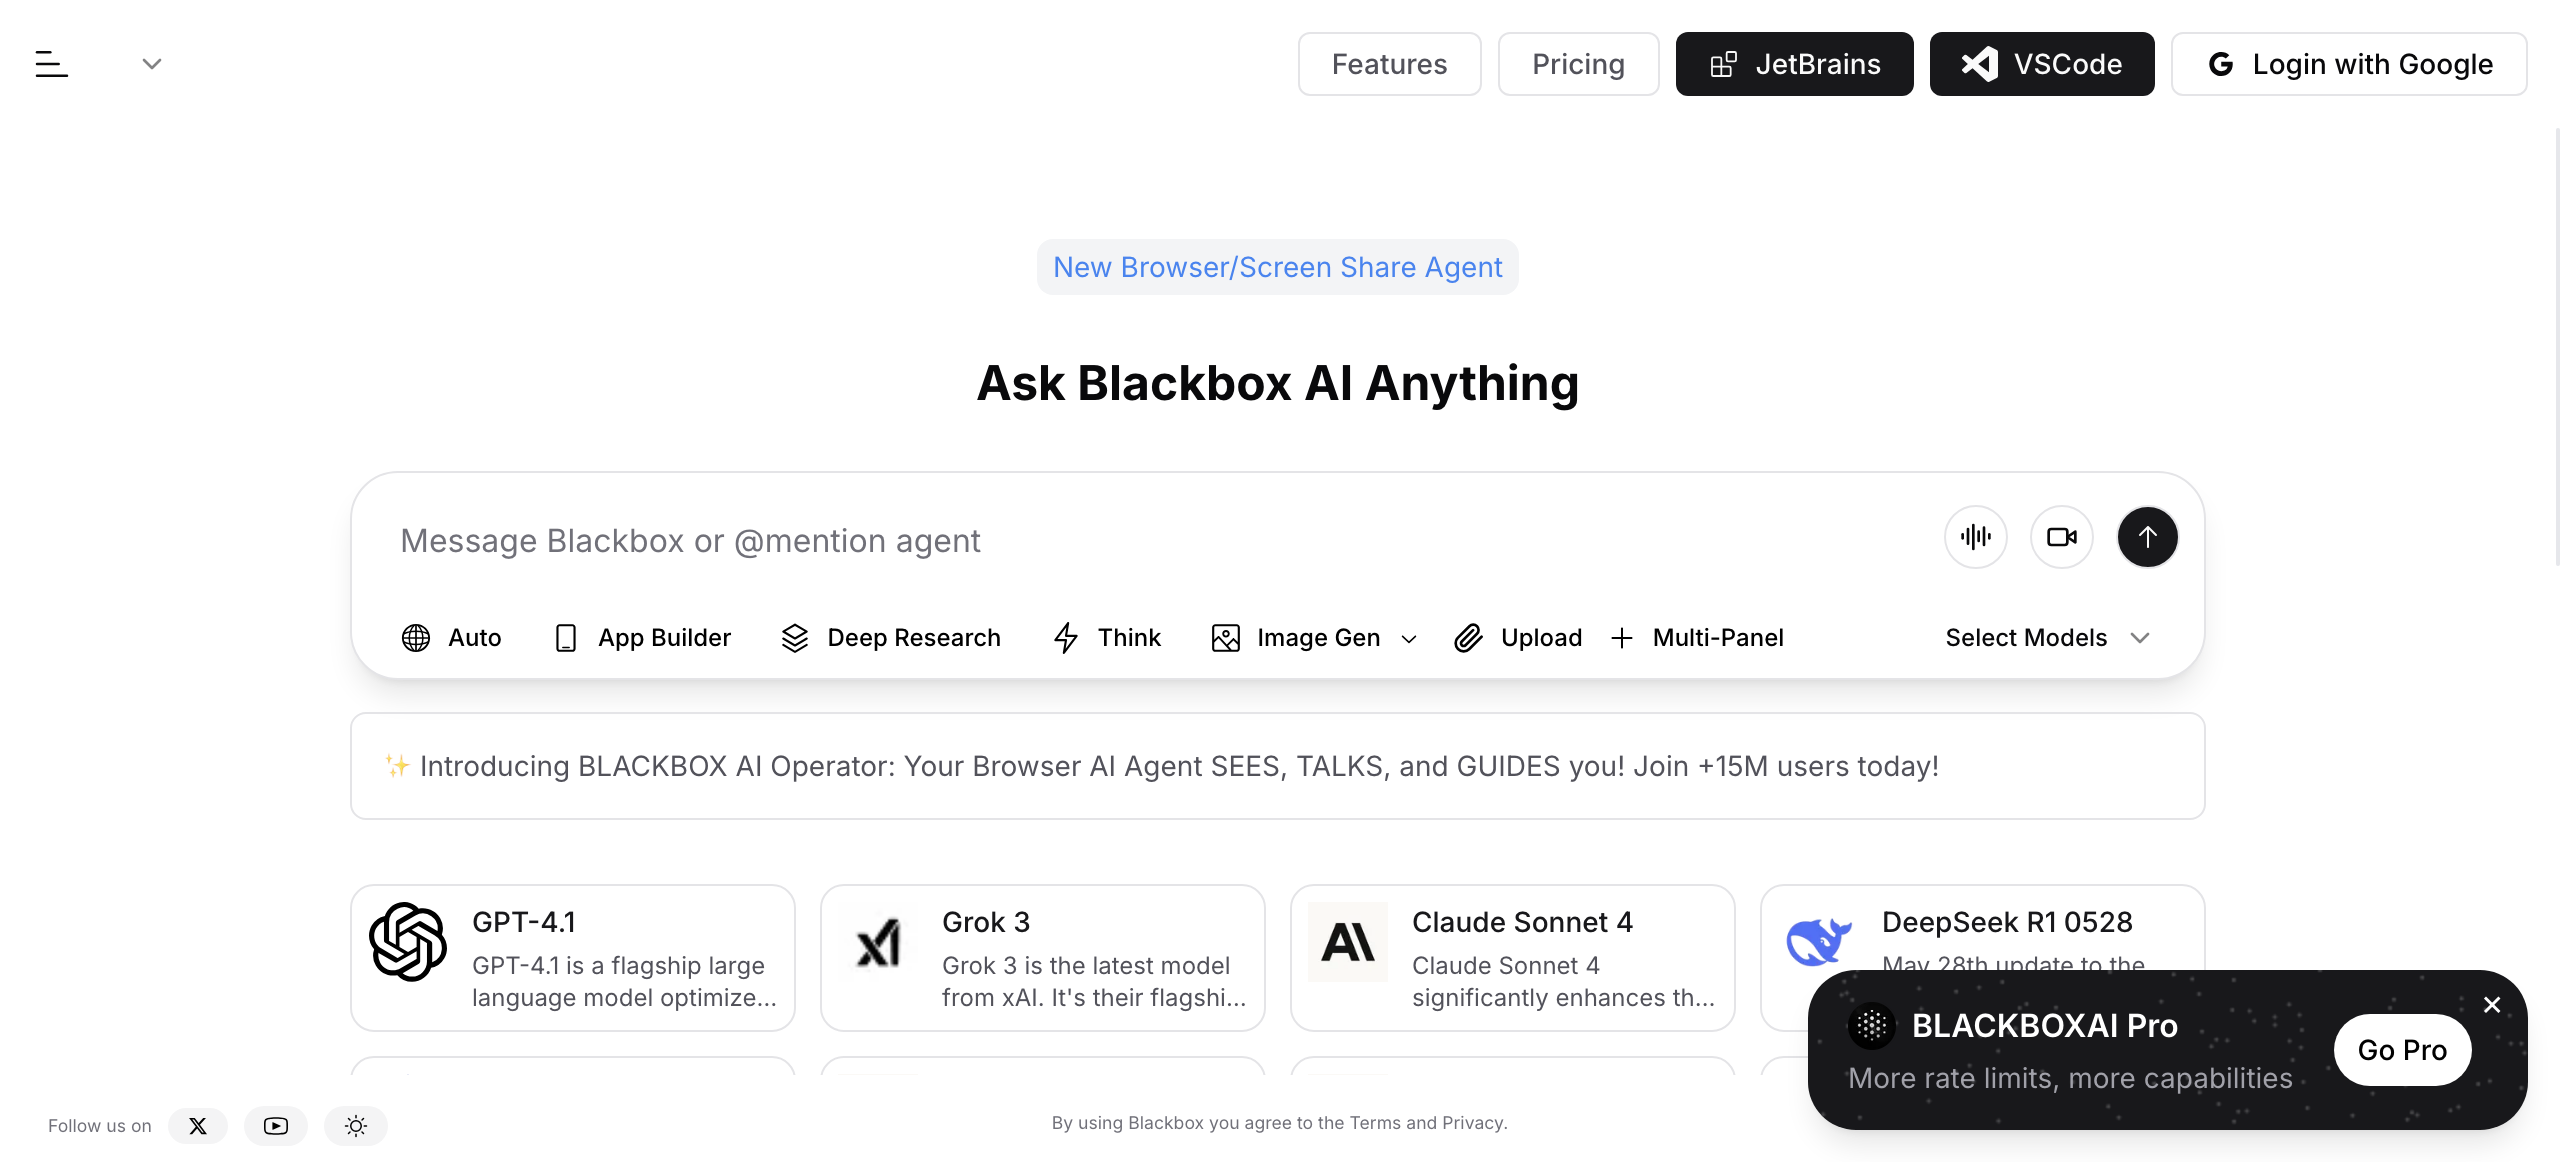 Features
Pricing
JetBrains
VSCode
Login with Google
New Browser/Screen Share Agent
Ask Blackbox AI Anything
Message Blackbox or @mention agent
Auto
App Builder
Deep Research
Think
Image Gen
Upload
Multi-Panel
Select Models
✨ Introducing BLACKBOX AI Operator: Your Browser AI Agent SEES, TALKS, and GUIDES you! Join +15M users today!
GPT-4.1
GPT-4.1 is a flagship large
language model optimize...
Grok 3
Grok 3 is the latest model
from xAI. It's their flagshi...
Claude Sonnet 4
Claude Sonnet 4
significantly enhances th...
DeepSeek R1 0528
May 28th update to the
BLACKBOXAI Pro
More rate limits, more capabilities
Go Pro
Follow us on
By using Blackbox you agree to the Terms and Privacy.